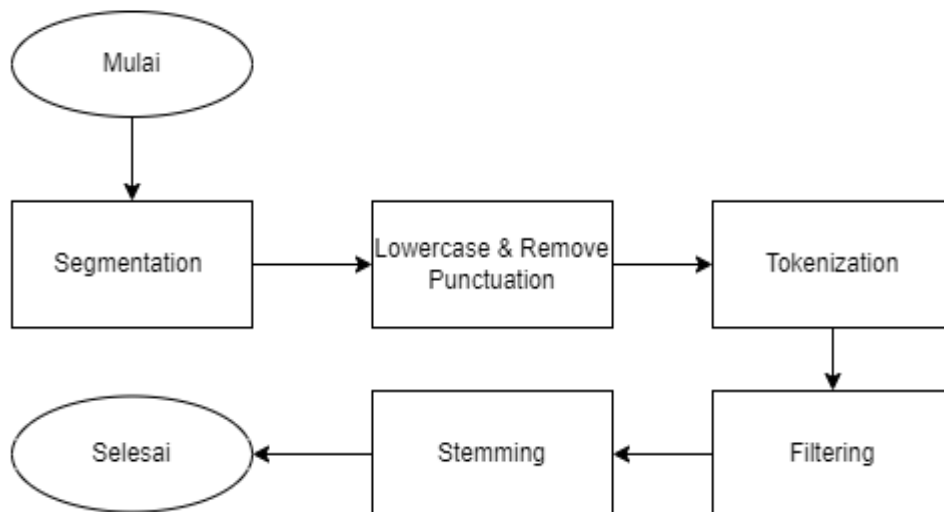 Mulai
Segmentation
Lowercase & Remove
Punctuation
Tokenization
Filtering
Stemming
Selesai